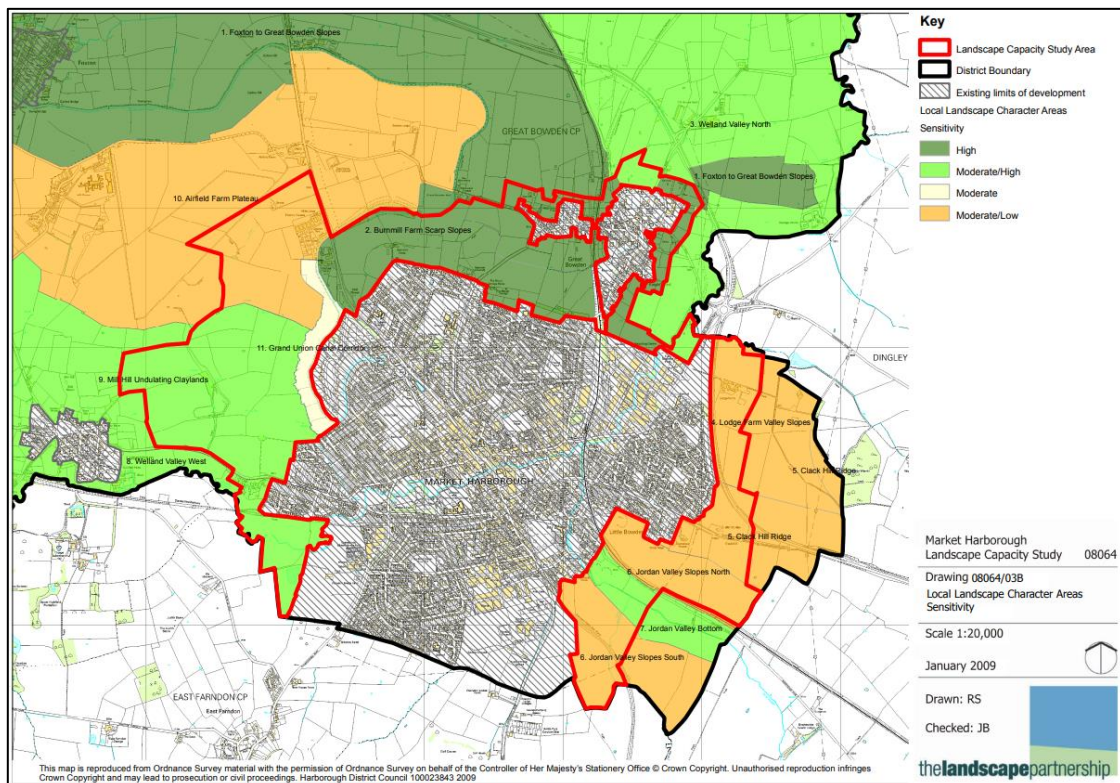 1. Foxton to Great Bowden Slopes
Foxton
GREAT BOWDEN CP
3. Welland Valley North
1. Foxton to Great Bowden Slopes
10. Airfield Farm Plateau
2. Burnmill Farm Scarp Slopes
Great
Bowden
11. Grand Union Canal Corridor
DINGLEY
9. Mill Hill Undulating Claylands
4. Lodge Farm Valley Slopes
8. Welland Valley West
5. Clack Hill Ridge
MARKET HARBOROUGH
Little Bowden
5. Clack Hill Ridge
6. Jordan Valley Slopes North
7. Jordan Valley Bottom
6. Jordan Valley Slopes South
EAST FARNDON CP
East Farndon
Key
Landscape Capacity Study Area
District Boundary
Existing limits of development
Local Landscape Character Areas
Sensitivity
High
Moderate/High
Moderate
Moderate/Low
Market Harborough
Landscape Capacity Study 08064
Drawing 08064/03B
Local Landscape Character Areas
Sensitivity
Scale 1:20,000
January 2009
Drawn: RS
Checked: JB
thelandscapepartnership
This map is reproduced from Ordnance Survey material with the permission of Ordnance Survey on behalf of the Controller of Her Majesty's Stationery Office © Crown Copyright. Unauthorised reproduction infringes
Crown Copyright and may lead to prosecution or civil proceedings. Harborough District Council 100023843 2009